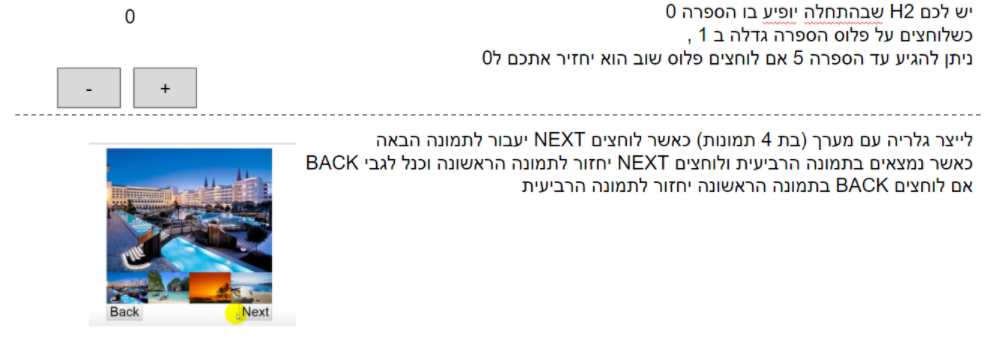 יש לכם H2 שבהתחלה יופיע בו הספרה 0
כשלוחצים על פלוס הספרה גדלה ב 1 ,
ניתן להגיע עד הספרה 5 אם לוחצים פלוס שוב הוא יחזיר אתכם ל0
0
-
+
לייצר גלריה עם מערך (בת 4 תמונות) כאשר לוחצים NEXT יעבור לתמונה הבאה
כאשר נמצאים בתמונה הרביעית ולוחצים NEXT יחזור לתמונה הראשונה וכנל לגבי BACK
אם לוחצים BACK בתמונה הראשונה יחזור לתמונה הרביעית
Back
Next